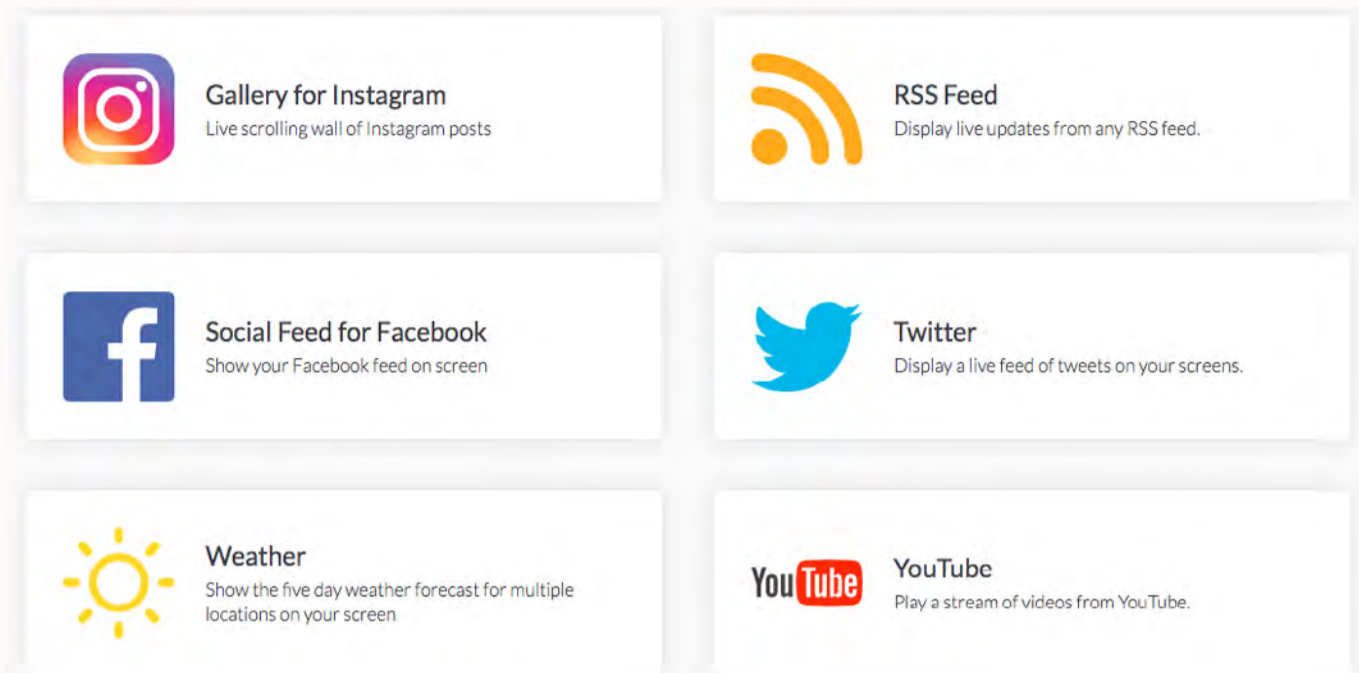 Gallery for Instagram
Live scrolling wall of Instagram posts
RSS Feed
Display live updates from any RSS feed.
Social Feed for Facebook
Show your Facebook feed on screen
Twitter
Display a live feed of tweets on your screens.
Weather
Show the five day weather forecast for multiple
locations on your screen
You Tube
YouTube
Play a stream of videos from YouTube.